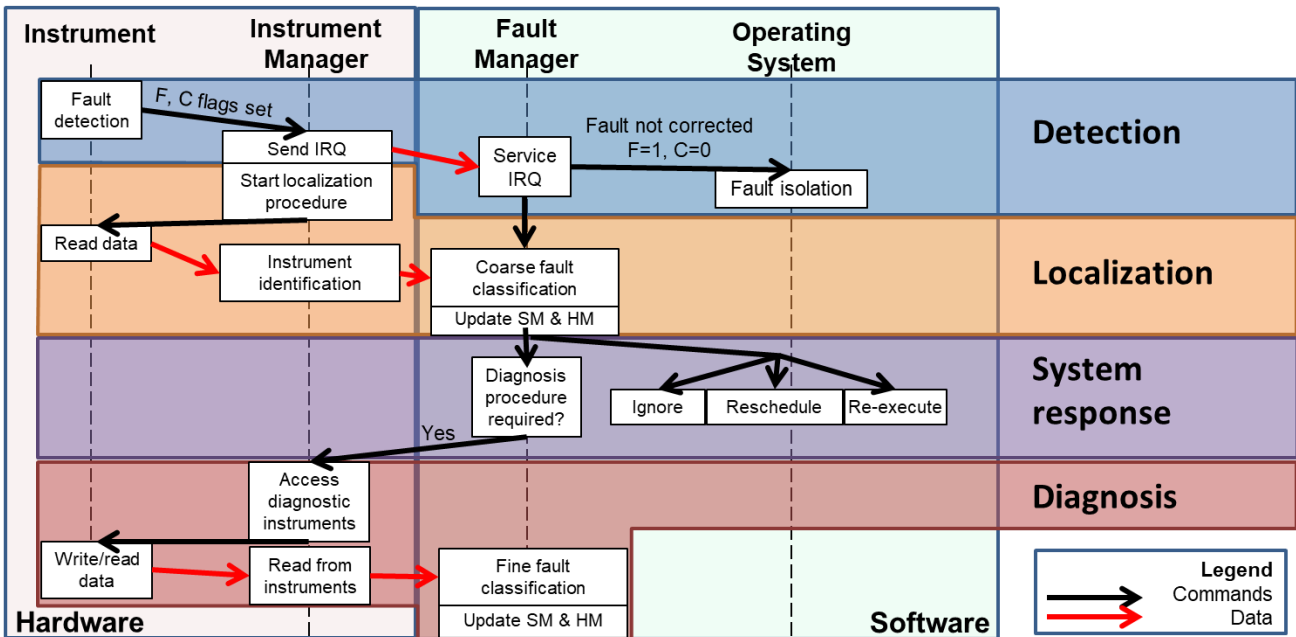 Instrument
Instrument
Manager
Fault
Manager
Operating
System
Fault
detection
F, C flags set
Send IRQ
Service
IRQ
Fault not corrected
F=1, C=0
Fault isolation
Detection
Start localization
procedure
Read data
Instrument
identification
Coarse fault
classification
Update SM & HM
Localization
Diagnosis
procedure
required?
Ignore
Reschedule
Re-execute
System
response
Yes
Access
diagnostic
instruments
Diagnosis
Write/read
data
Read from
instruments
Fine fault
classification
Update SM & HM
Hardware
Software
Legend
Commands
Data